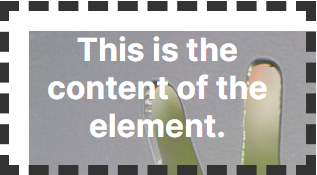 This is the
content of the
element.